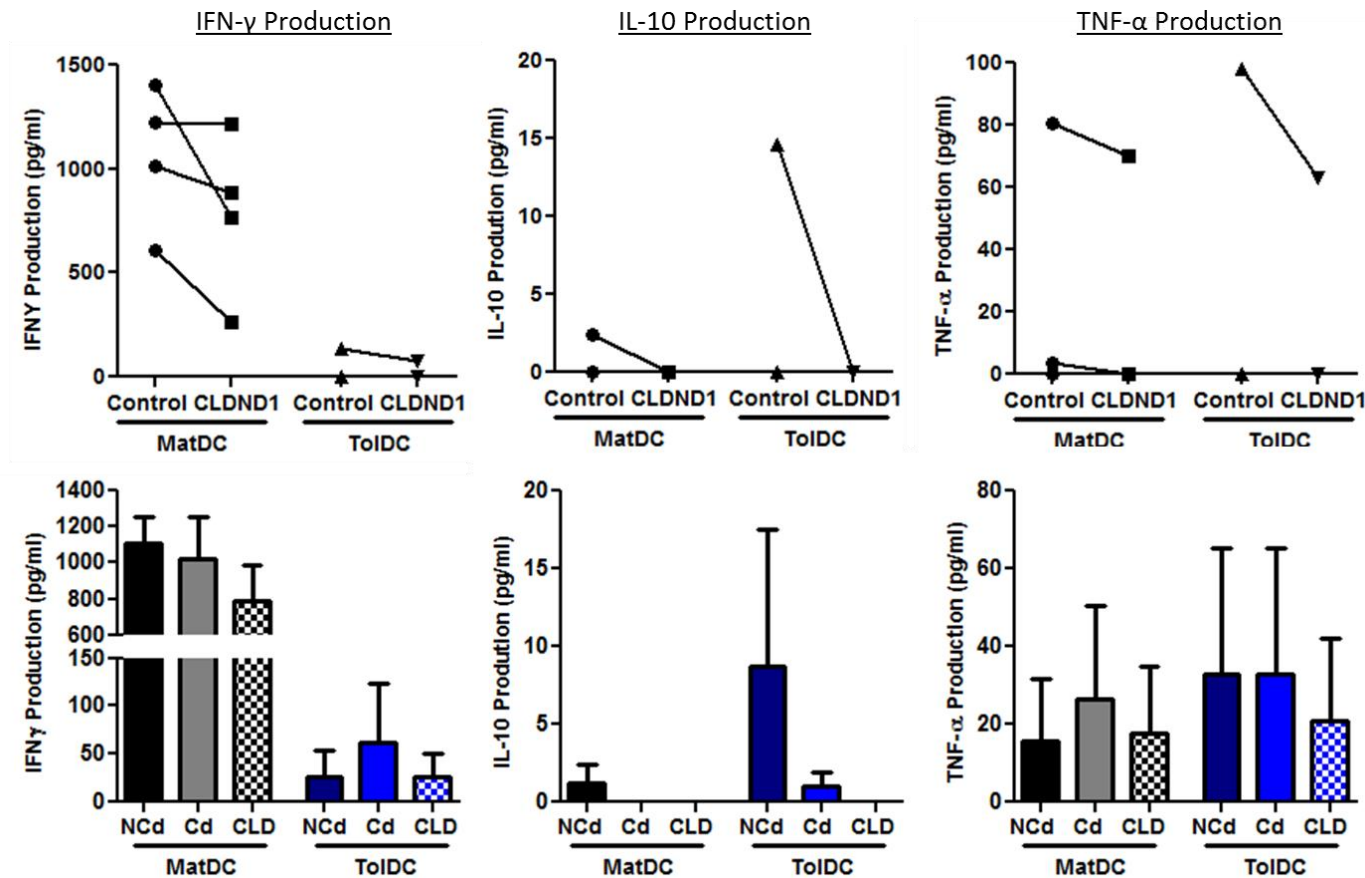 IFN-γ Production
IL-10 Production
TNF-α Production
IFNY Production (pg/ml)
1500
1000
500
0
Control CLDND1 Control CLDND1
MatDC TolDC
IL-10 Prodution (pg/ml)
20
15
10
5
0
Control CLDND1 Control CLDND1
MatDC TolDC
TNF-α Production (pg/ml)
100
80
60
40
20
0
Control CLDND1 Control CLDND1
MatDC TolDC
IFNγ Production (pg/ml)
1400
1200
1000
800
600
150
100
50
0
NCd Cd CLD NCd Cd CLD
MatDC TolDC
IL-10 Prodution (pg/ml)
20
15
10
5
0
NCd Cd CLD NCd Cd CLD
MatDC TolDC
TNF-α Production (pg/ml)
80
60
40
20
0
NCd Cd CLD NCd Cd CLD
MatDC TolDC